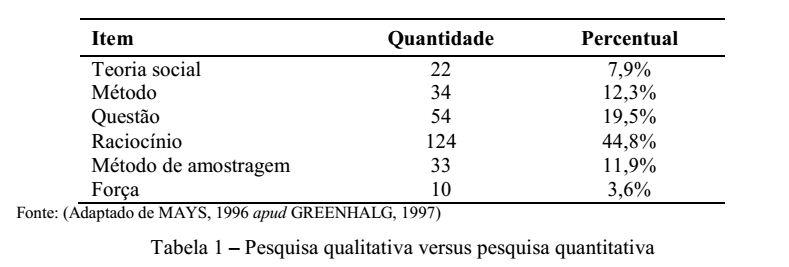 Item Quantidade Percentual
Teoria social 22 7,9%
Método 34 12,3%
Questão 54 19,5%
Raciocínio 124 44,8%
Método de amostragem 33 11,9%
Força 10 3,6%
Fonte: (Adaptado de MAYS, 1996 apud GREENHALG, 1997)
Tabela 1 – Pesquisa qualitativa versus pesquisa quantitativa